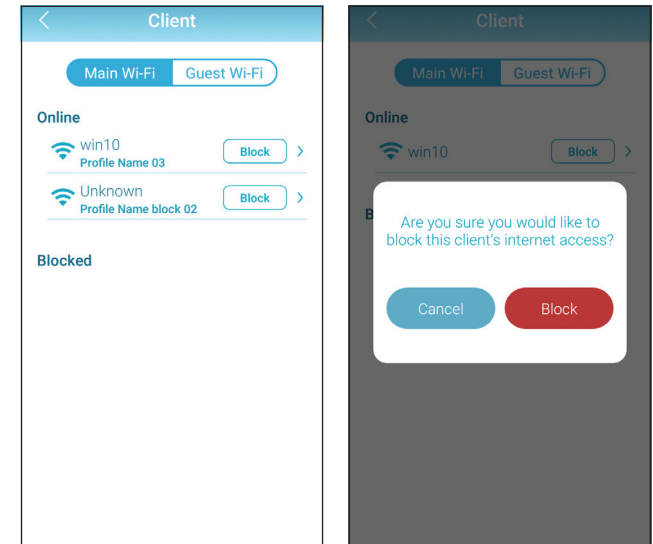 Client
Main Wi-Fi Guest Wi-Fi
Online
win10
Profile Name 03
Block
Unknown
Profile Name block 02
Block
Blocked
Client
Main Wi-Fi Guest Wi-Fi
Online
win10
Block
B
Are you sure you would like to
block this client's internet access?
Cancel Block